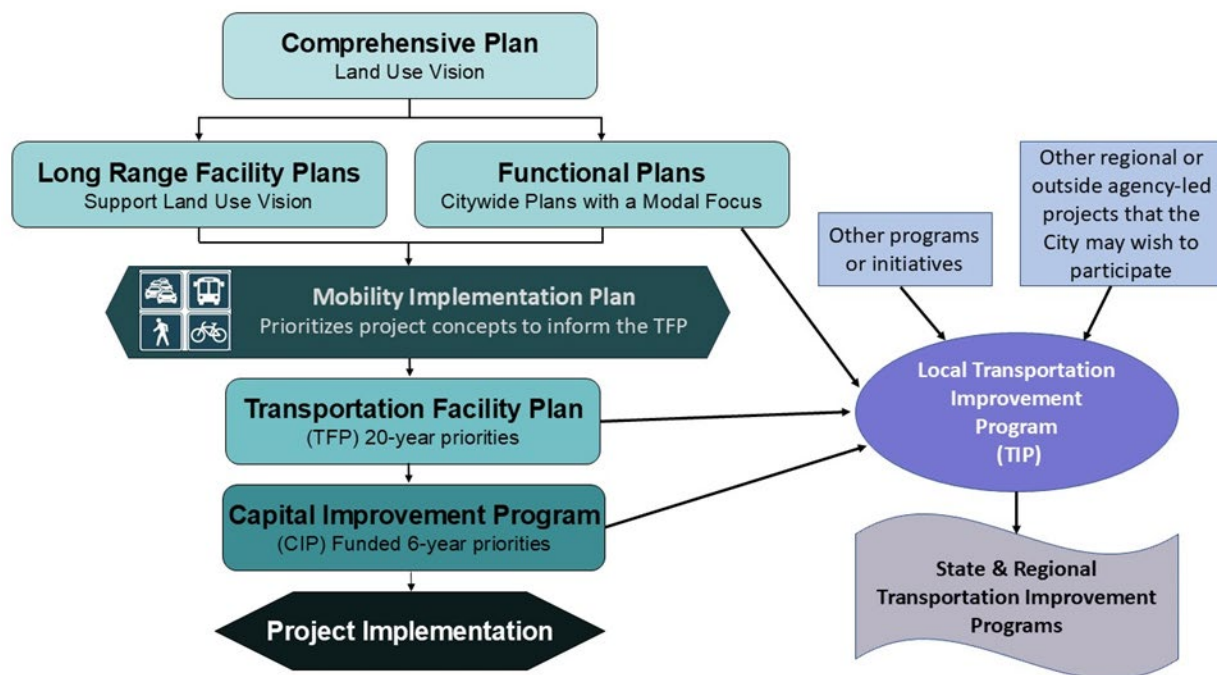 Comprehensive Plan
Land Use Vision
Long Range Facility Plans
Support Land Use Vision
Functional Plans
Citywide Plans with a Modal Focus
Mobility Implementation Plan
Prioritizes project concepts to inform the TFP
Transportation Facility Plan
(TFP) 20-year priorities
Capital Improvement Program
(CIP) Funded 6-year priorities
Project Implementation
Other programs
or initiatives
Other regional or
outside agency-led
projects that the
City may wish to
participate
Local Transportation
Improvement
Program
(TIP)
State & Regional
Transportation Improvement
Programs